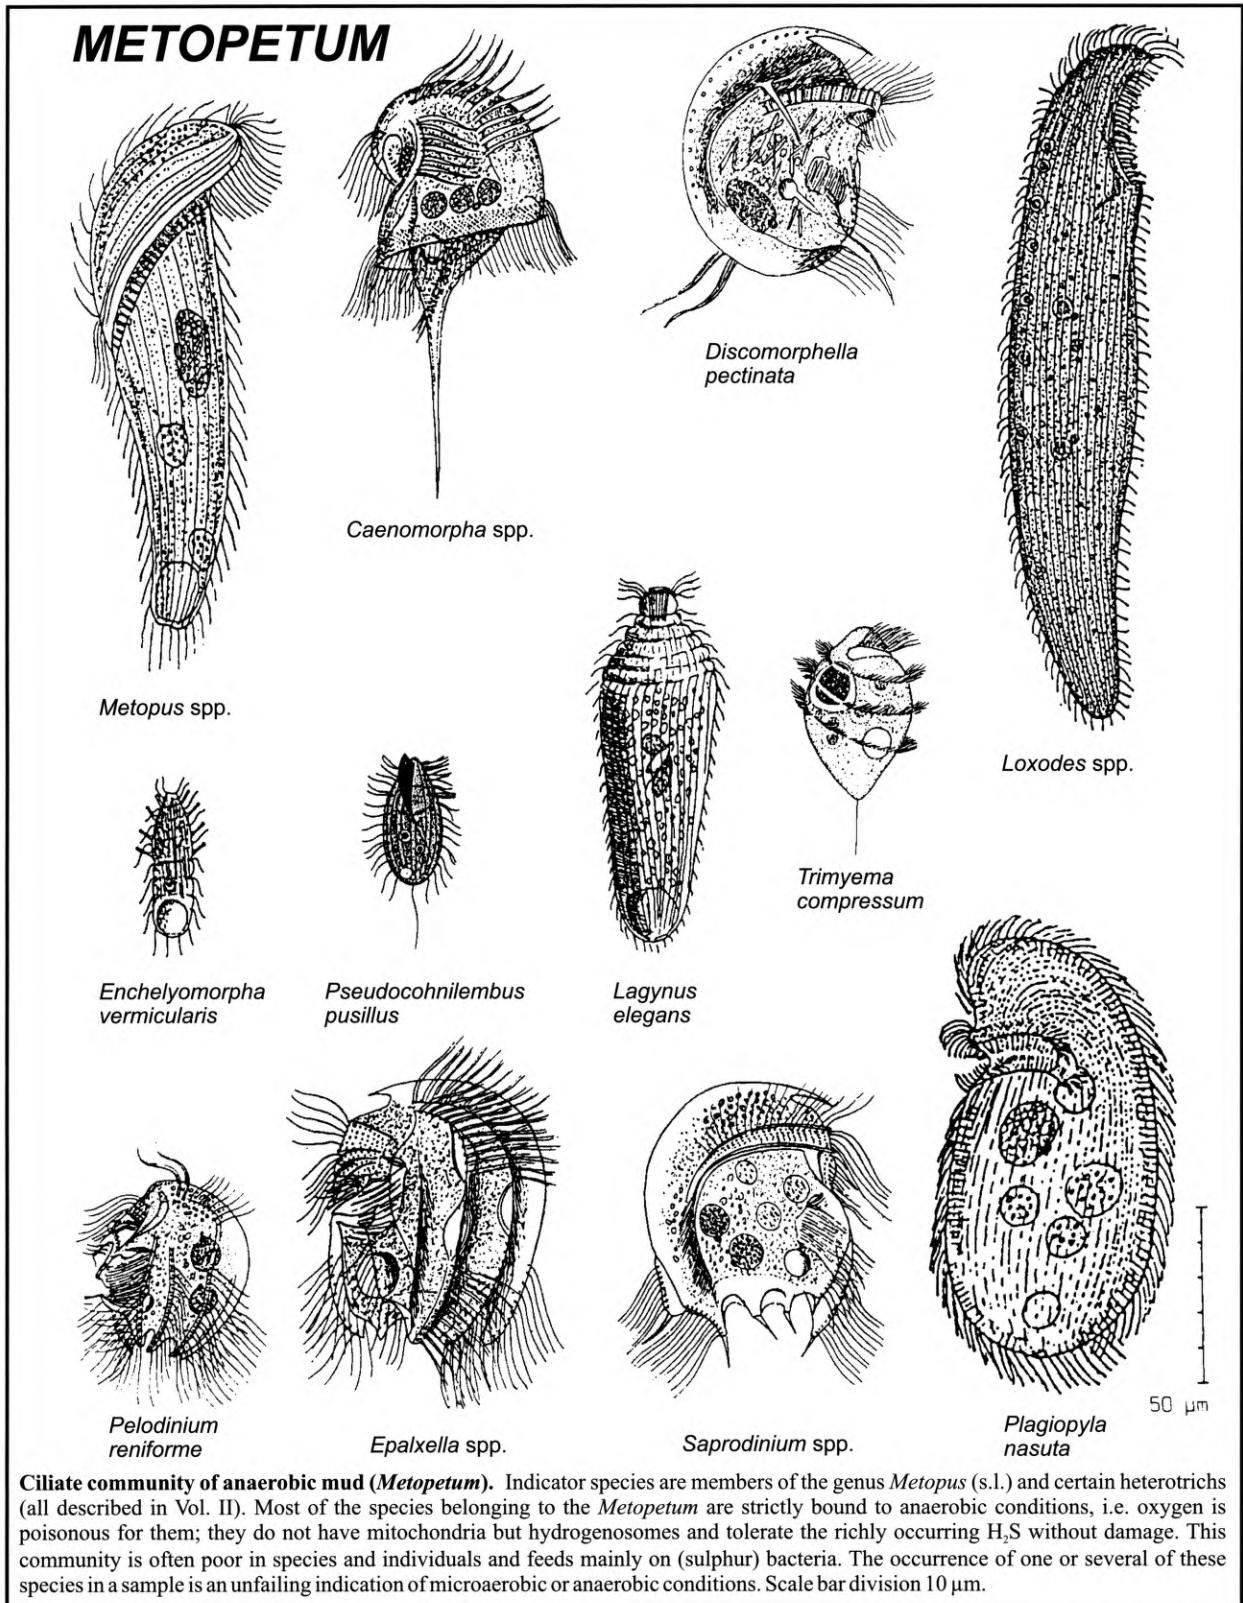 METOPETUM
Discomorphella
pectinata
Caenomorpha spp.
Metopus spp.
Loxodes spp.
Trimyema
compressum
Enchelyomorpha
vermicularis
Pseudocohnilembus
pusillus
Lagynus
elegans
50 µm
Pelodinium
reniforme
Epalxella spp.
Saprodinium spp.
Plagiopyla
nasuta
Ciliate community of anaerobic mud (Metopetum). Indicator species are members of the genus Metopus (s.l.) and certain heterotrichs
(all described in Vol. II). Most of the species belonging to the Metopetum are strictly bound to anaerobic conditions, i.e. oxygen is
poisonous for them; they do not have mitochondria but hydrogenosomes and tolerate the richly occurring H₂S without damage. This
community is often poor in species and individuals and feeds mainly on (sulphur) bacteria. The occurrence of one or several of these
species in a sample is an unfailing indication of microaerobic or anaerobic conditions. Scale bar division 10 µm.